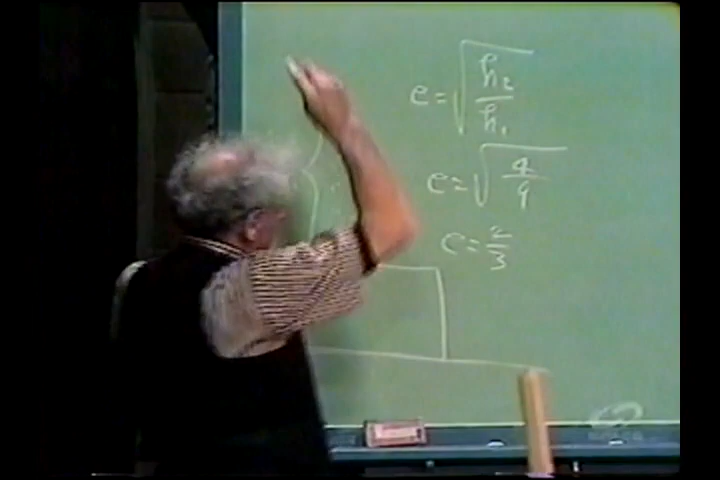 e = √(h₂/h₁)
e = √(4/9)
e = 2/3